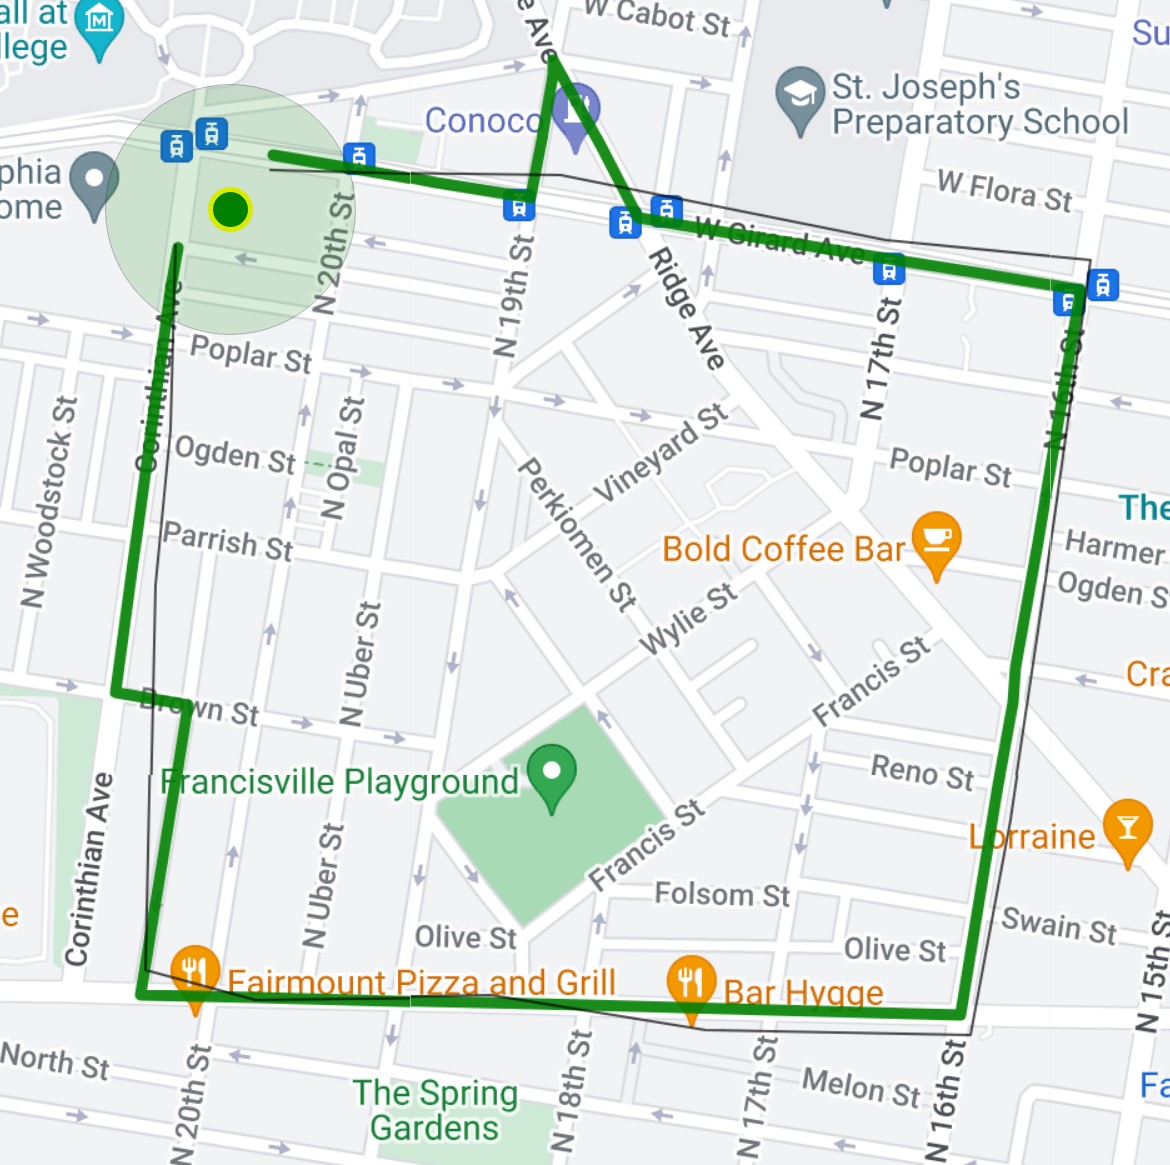 all at
llege
W Cabot St
e Ave
Su
Conoco
St. Joseph's
Preparatory School
phia
ome
W Flora St
W Girard Ave
N 20th St
N 19th St
Ridge Ave
N 17th St
N 16th St
Corinthian Ave
Poplar St
N Woodstock St
Ogden St
N Opal St
Vineyard St
Poplar St
Perkiomen St
The
Parrish St
Bold Coffee Bar
Harmer
Ogden S
Wylie St
N Uber St
Francis St
Cra
Brown St
Reno St
Francisville Playground
Corinthian Ave
N Uber St
Francis St
Lorraine
Folsom St
e
Olive St
Olive St
Swain St
N 15th St
Fairmount Pizza and Grill
Bar Hygge
North St
N 20th St
N 18th St
N 17th St
N 16th St
Melon St
Fa
The Spring
Gardens